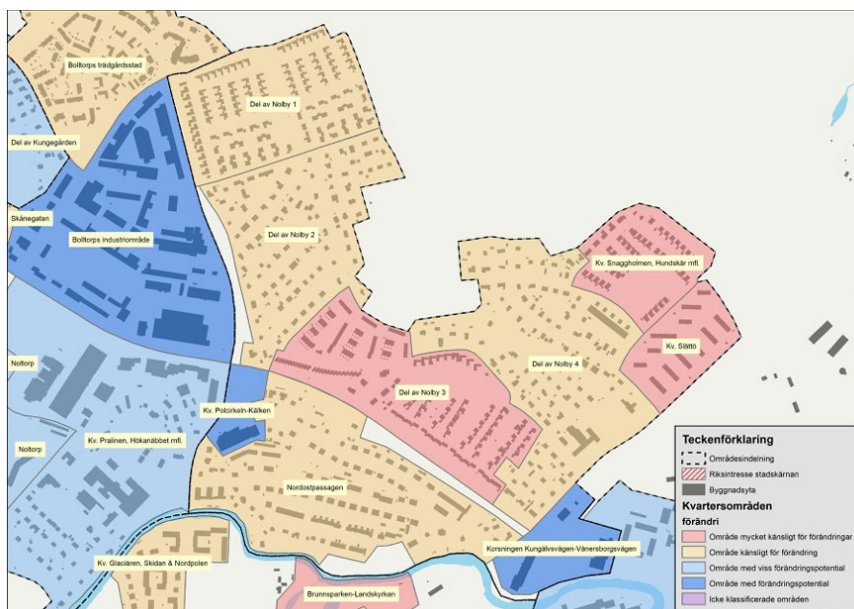 Bolltorps trädgårdsstad
Del av Nolby 1
Del av Kungegården
Skånegatan
Bolltorps industriområde
Del av Nolby 2
Kv. Snaggholmen, Hundskär mfl.
Kv. Slättö
Noltorp
Del av Nolby 4
Del av Nolby 3
Kv. Polcirkeln-Kälken
Kv. Pralinen, Hökanäbbet mfl.
Noltorp
Nordostpassagen
Korsningen Kungälvsvägen-Vänersborgsvägen
Kv. Glaciären, Skidan & Nordpolen
Brunnsparken-Landskyrkan
Teckenförklaring
Områdesindelning
Riksintresse stadskärnan
Byggnadsyta
Kvartersområden
förändri
Område mycket känsligt för förändringar
Område känsligt för förändring
Område med viss förändringspotential
Område med förändringspotential
Icke klassificerade områden